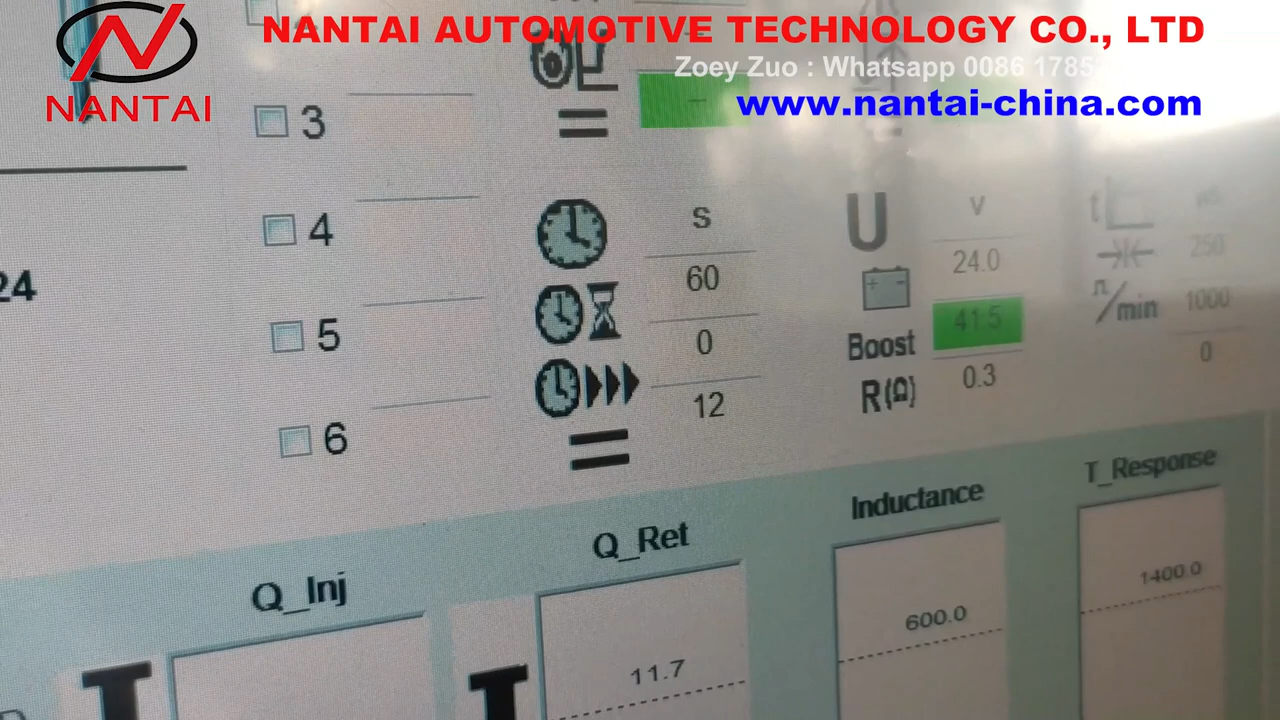 NANTAI AUTOMOTIVE TECHNOLOGY CO., LTD
Zoey Zuo : Whatsapp 0086 1785
www.nantai-china.com
NANTAI
3
4
5
6
24
S
60
0
12
U
V
24.0
Boost
41.5
R(Ω)
0.3
t
250
/min
1000
0
Q_Inj
Q_Ret
11.7
Inductance
600.0
T_Response
1400.0